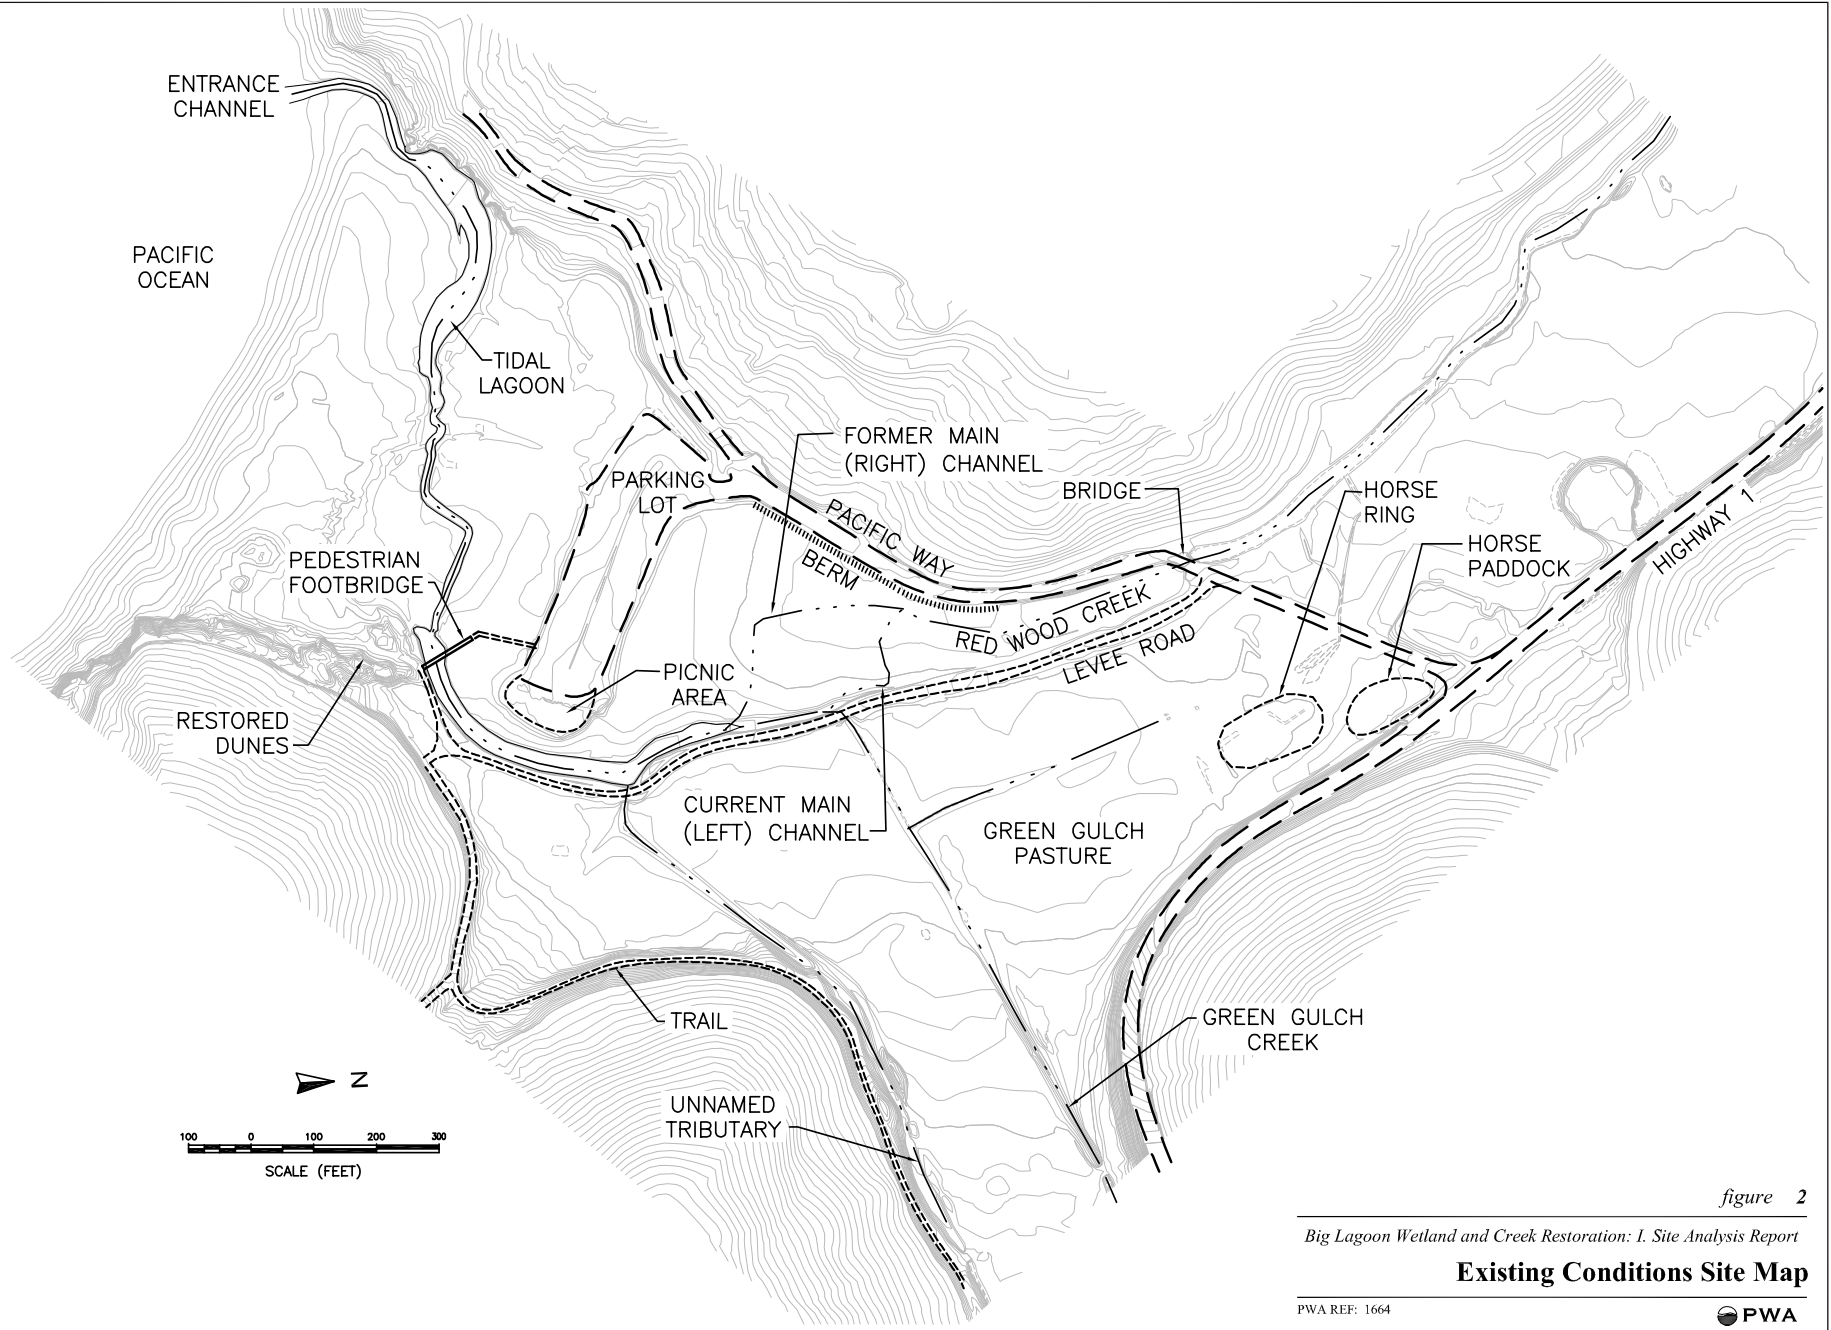 ENTRANCE
CHANNEL
PACIFIC
OCEAN
TIDAL
LAGOON
FORMER MAIN
(RIGHT) CHANNEL
PARKING
LOT
BRIDGE
HORSE
RING
PACIFIC WAY
BERM
HORSE
PADDOCK
HIGHWAY 1
PEDESTRIAN
FOOTBRIDGE
RED WOOD CREEK
LEVEE ROAD
PICNIC
AREA
RESTORED
DUNES
CURRENT MAIN
(LEFT) CHANNEL
GREEN GULCH
PASTURE
TRAIL
GREEN GULCH
CREEK
N
UNNAMED
TRIBUTARY
100 0 100 200 300
SCALE (FEET)
figure 2
Big Lagoon Wetland and Creek Restoration: I. Site Analysis Report
Existing Conditions Site Map
PWA REF: 1664
PWA